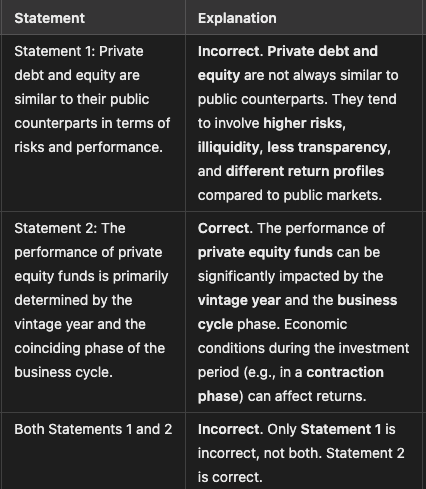 Statement
Explanation
Statement 1: Private
debt and equity are
similar to their public
counterparts in terms of
risks and performance.
Incorrect. Private debt and
equity are not always similar to
public counterparts. They tend
to involve higher risks,
illiquidity, less transparency,
and different return profiles
compared to public markets.
Statement 2: The
performance of private
equity funds is primarily
determined by the
vintage year and the
coinciding phase of the
business cycle.
Correct. The performance of
private equity funds can be
significantly impacted by the
vintage year and the business
cycle phase. Economic
conditions during the investment
period (e.g., in a contraction
phase) can affect returns.
Both Statements 1 and 2
Incorrect. Only Statement 1 is
incorrect, not both. Statement 2
is correct.